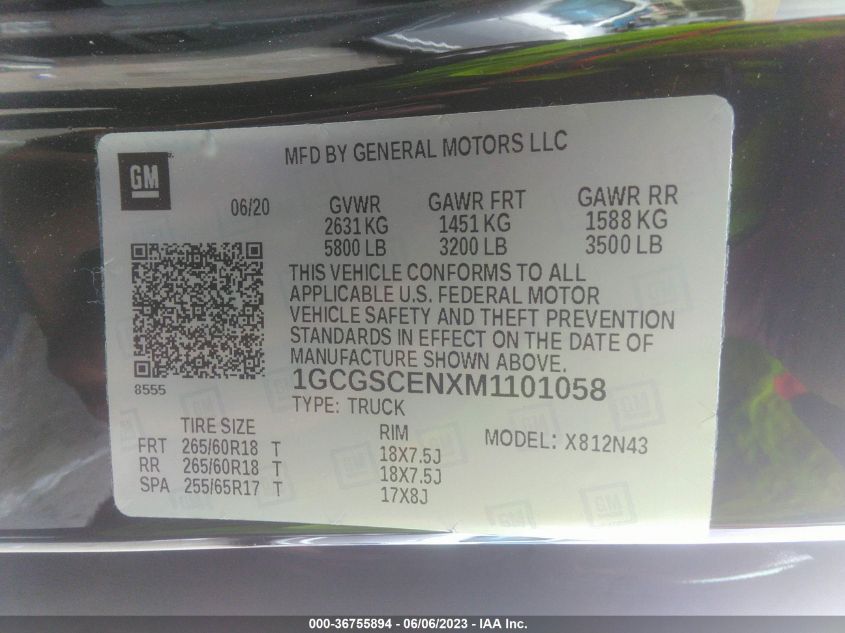 MFD BY GENERAL MOTORS LLC
GM
06/20
GVWR GAWR FRT GAWR RR
2631 KG 1451 KG 1588 KG
5800 LB 3200 LB 3500 LB
THIS VEHICLE CONFORMS TO ALL
APPLICABLE U.S. FEDERAL MOTOR
VEHICLE SAFETY AND THEFT PREVENTION
STANDARDS IN EFFECT ON THE DATE OF
MANUFACTURE SHOWN ABOVE.
8555
1GCGSCENXM1101058
TYPE: TRUCK
TIRE SIZE RIM MODEL: X812N43
FRT 265/60R18 T 18X7.5J
RR 265/60R18 T 18X7.5J
SPA 255/65R17 T 17X8J
000-36755894 - 06/06/2023 - IAA Inc.